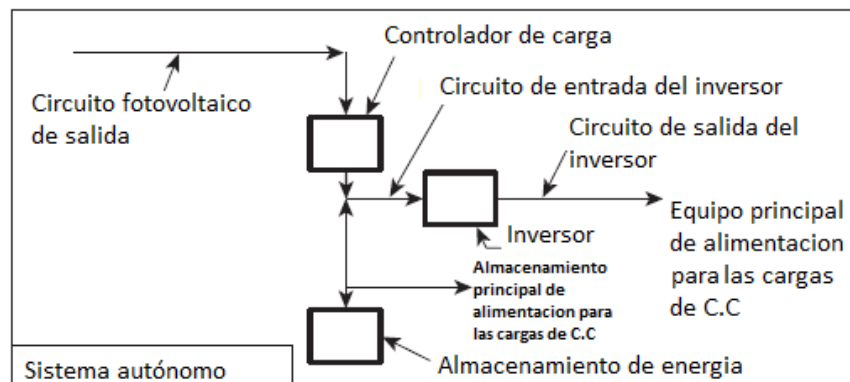 Controlador de carga
Circuito fotovoltaico
de salida
Circuito de entrada del inversor
Circuito de salida del
inversor
Inversor
Equipo principal
de alimentacion
para las cargas
de C.C
Almacenamiento
principal de
alimentacion para
las cargas de C.C
Almacenamiento de energia
Sistema autónomo